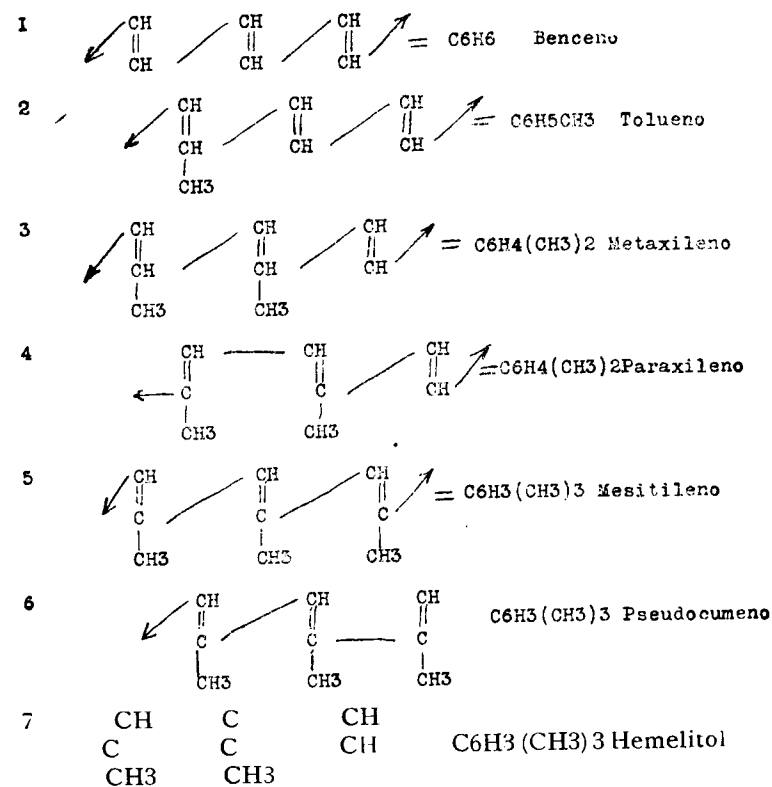 1 CH CH CH
CH CH CH = C6H6 Benceno
2 CH CH CH
CH CH CH = C6H5CH3 Tolueno
CH3
3 CH CH CH
CH CH CH = C6H4(CH3)2 Metaxileno
CH3 CH3
4 CH CH CH
C C CH =C6H4(CH3)2Paraxileno
CH3 CH3
5 CH CH CH
C C C = C6H3(CH3)3 Mesitileno
CH3 CH3 CH3
6 CH CH CH
C C C C6H3(CH3)3 Pseudocumeno
CH3 CH3 CH3
7 CH C CH
C C CH C6H3(CH3)3 Hemelitol
CH3 CH3